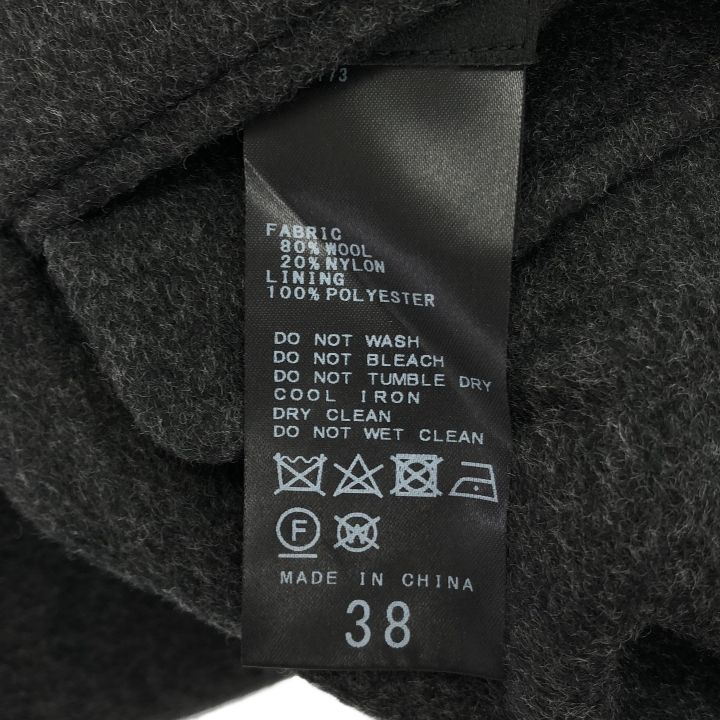 FABRIC
80% WOOL
20% NYLON
LINING
100% POLYESTER
DO NOT WASH
DO NOT BLEACH
DO NOT TUMBLE DRY
COOL IRON
DRY CLEAN
DO NOT WET CLEAN
F W
MADE IN CHINA
38